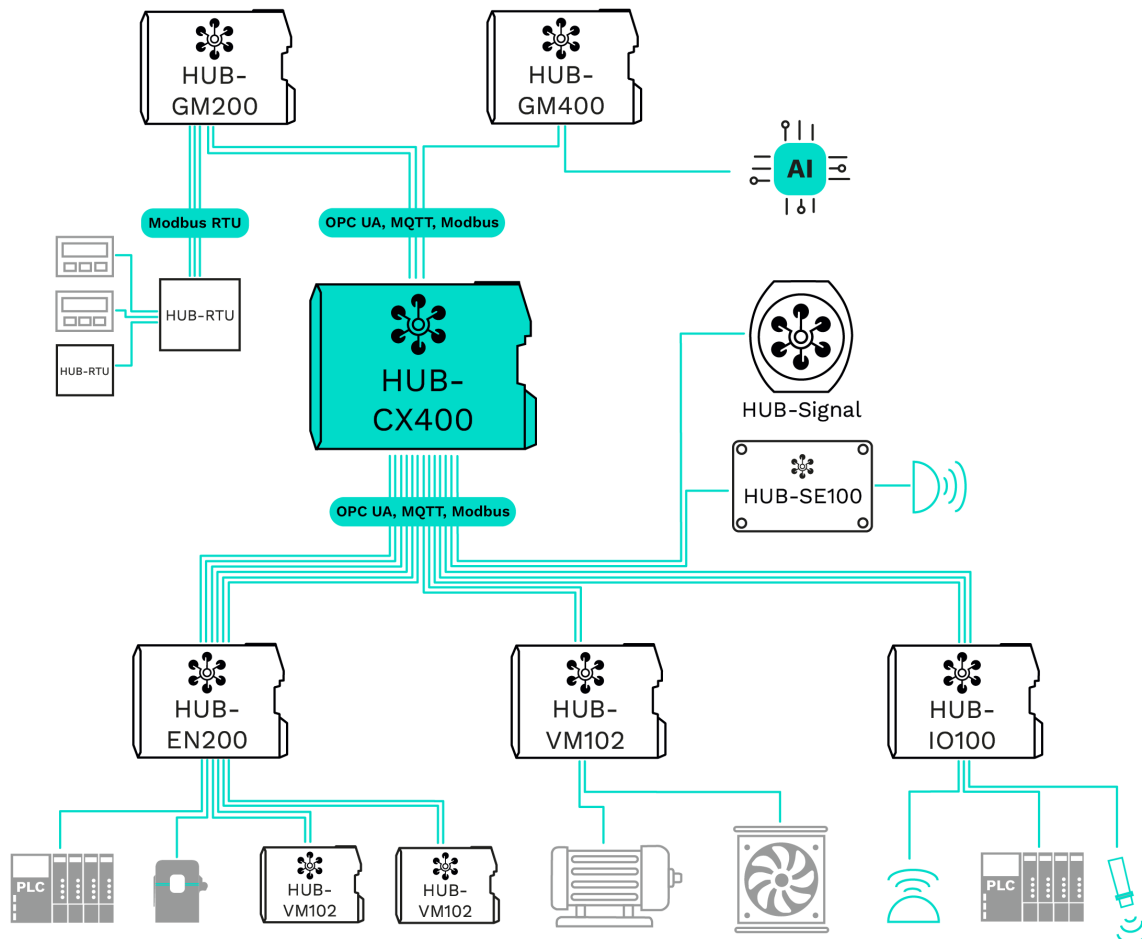 HUB-
GM200
HUB-
GM400
AI
Modbus RTU
OPC UA, MQTT, Modbus
HUB-RTU
HUB-RTU
HUB-
CX400
HUB-Signal
HUB-SE100
OPC UA, MQTT, Modbus
HUB-
EN200
HUB-
VM102
HUB-
IO100
PLC
HUB-
VM102
HUB-
VM102
PLC